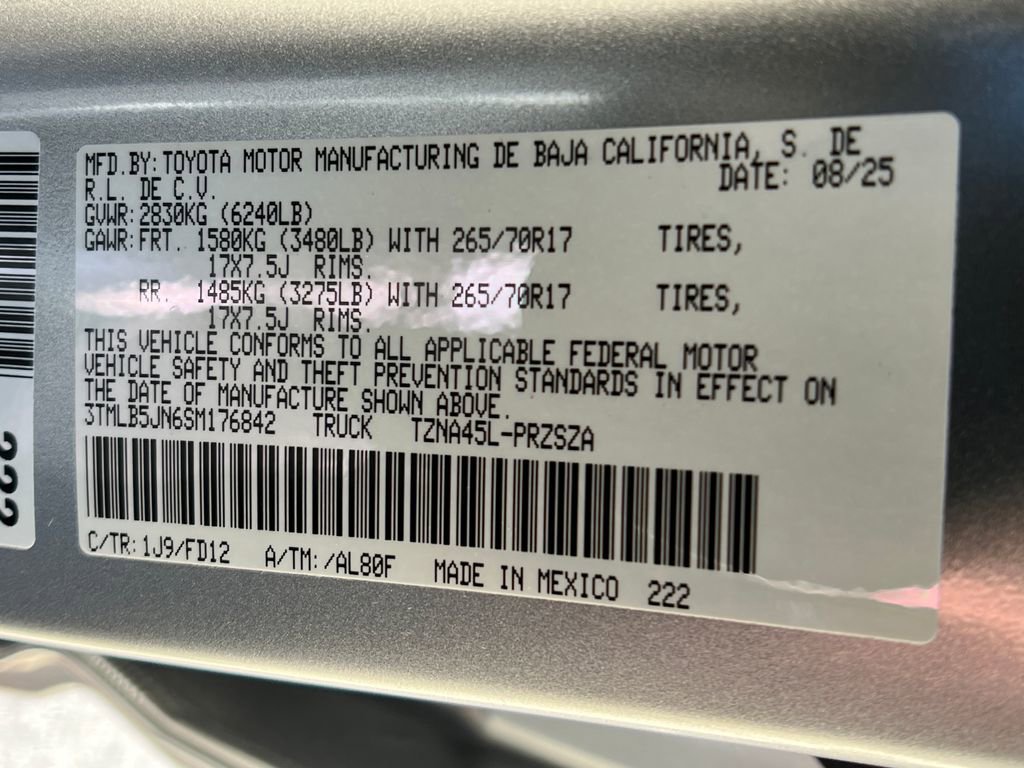 MFD.BY: TOYOTA MOTOR MANUFACTURING DE BAJA CALIFORNIA, S. DE
R.L. DE C.V. DATE: 08/25
GVWR: 2830KG (6240LB)
GAWR: FRT. 1580KG (3480LB) WITH 265/70R17 TIRES,
17X7.5J RIMS.
RR. 1485KG (3275LB) WITH 265/70R17 TIRES,
17X7.5J RIMS.
THIS VEHICLE CONFORMS TO ALL APPLICABLE FEDERAL MOTOR
VEHICLE SAFETY AND THEFT PREVENTION STANDARDS IN EFFECT ON
THE DATE OF MANUFACTURE SHOWN ABOVE.
3TMLB5JN6SM176842 TRUCK TZNA45L-PRZSZA
C/TR: 1J9/FD12 A/TM: /AL80F MADE IN MEXICO 222
222